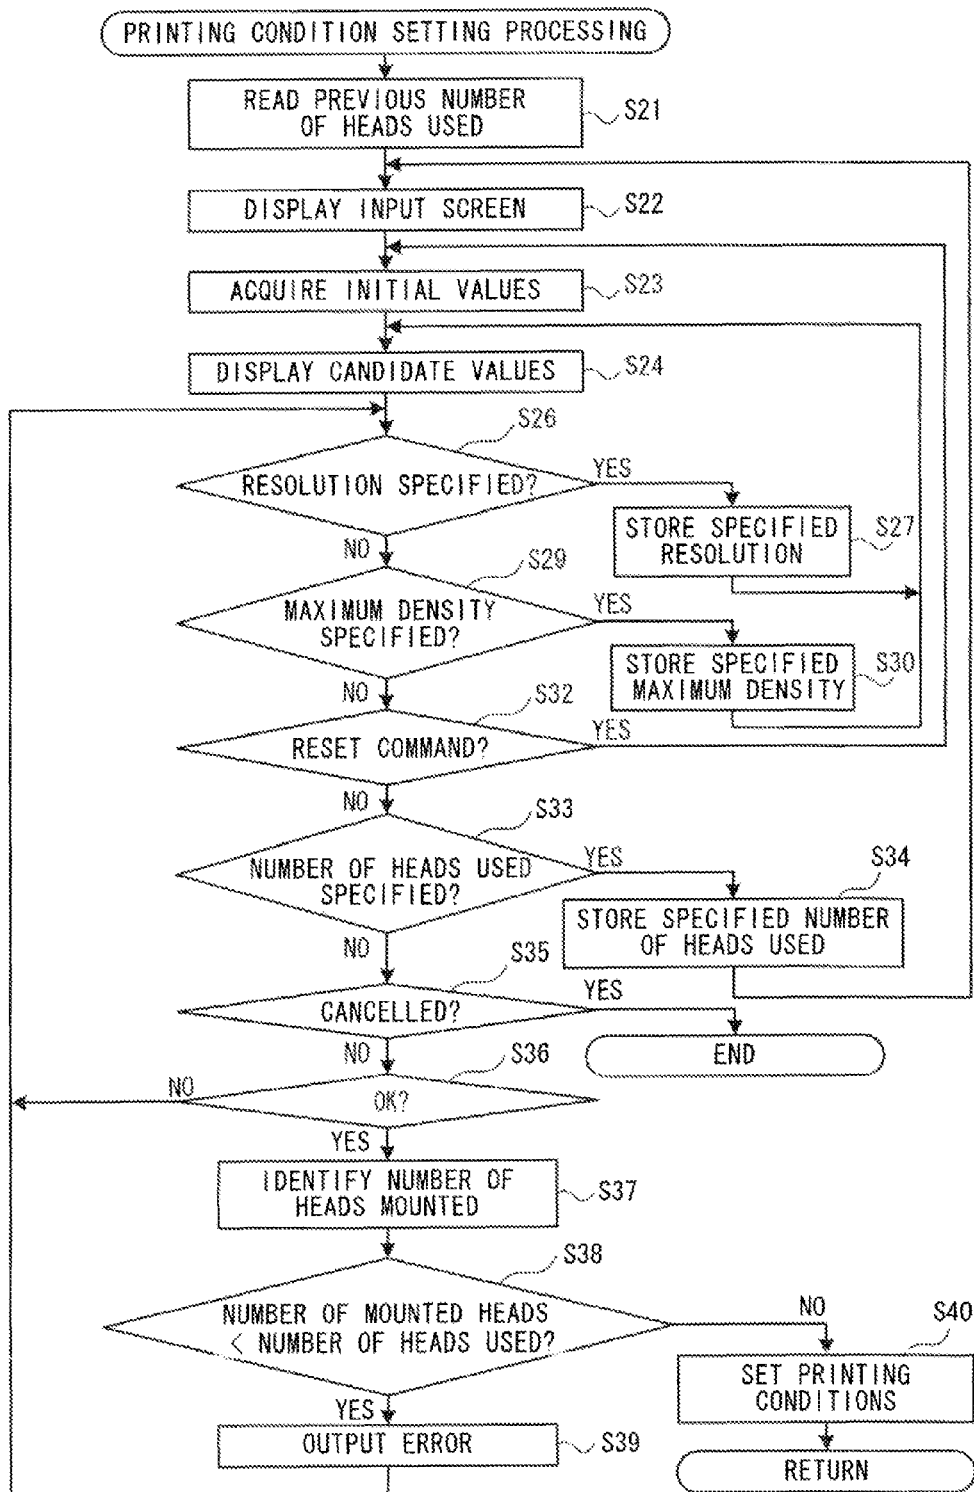 PRINTING CONDITION SETTING PROCESSING
READ PREVIOUS NUMBER
OF HEADS USED
S21
DISPLAY INPUT SCREEN
S22
ACQUIRE INITIAL VALUES
S23
DISPLAY CANDIDATE VALUES
S24
S26
RESOLUTION SPECIFIED?
YES
STORE SPECIFIED
RESOLUTION
S27
NO
S29
MAXIMUM DENSITY
SPECIFIED?
YES
STORE SPECIFIED
MAXIMUM DENSITY
S30
NO
S32
RESET COMMAND?
YES
NO
S33
NUMBER OF HEADS USED
SPECIFIED?
YES
S34
STORE SPECIFIED NUMBER
OF HEADS USED
NO
S35
CANCELLED?
YES
END
NO
S36
OK?
NO
YES
IDENTIFY NUMBER OF
HEADS MOUNTED
S37
S38
NUMBER OF MOUNTED HEADS
< NUMBER OF HEADS USED?
NO
S40
SET PRINTING
CONDITIONS
YES
OUTPUT ERROR
S39
RETURN